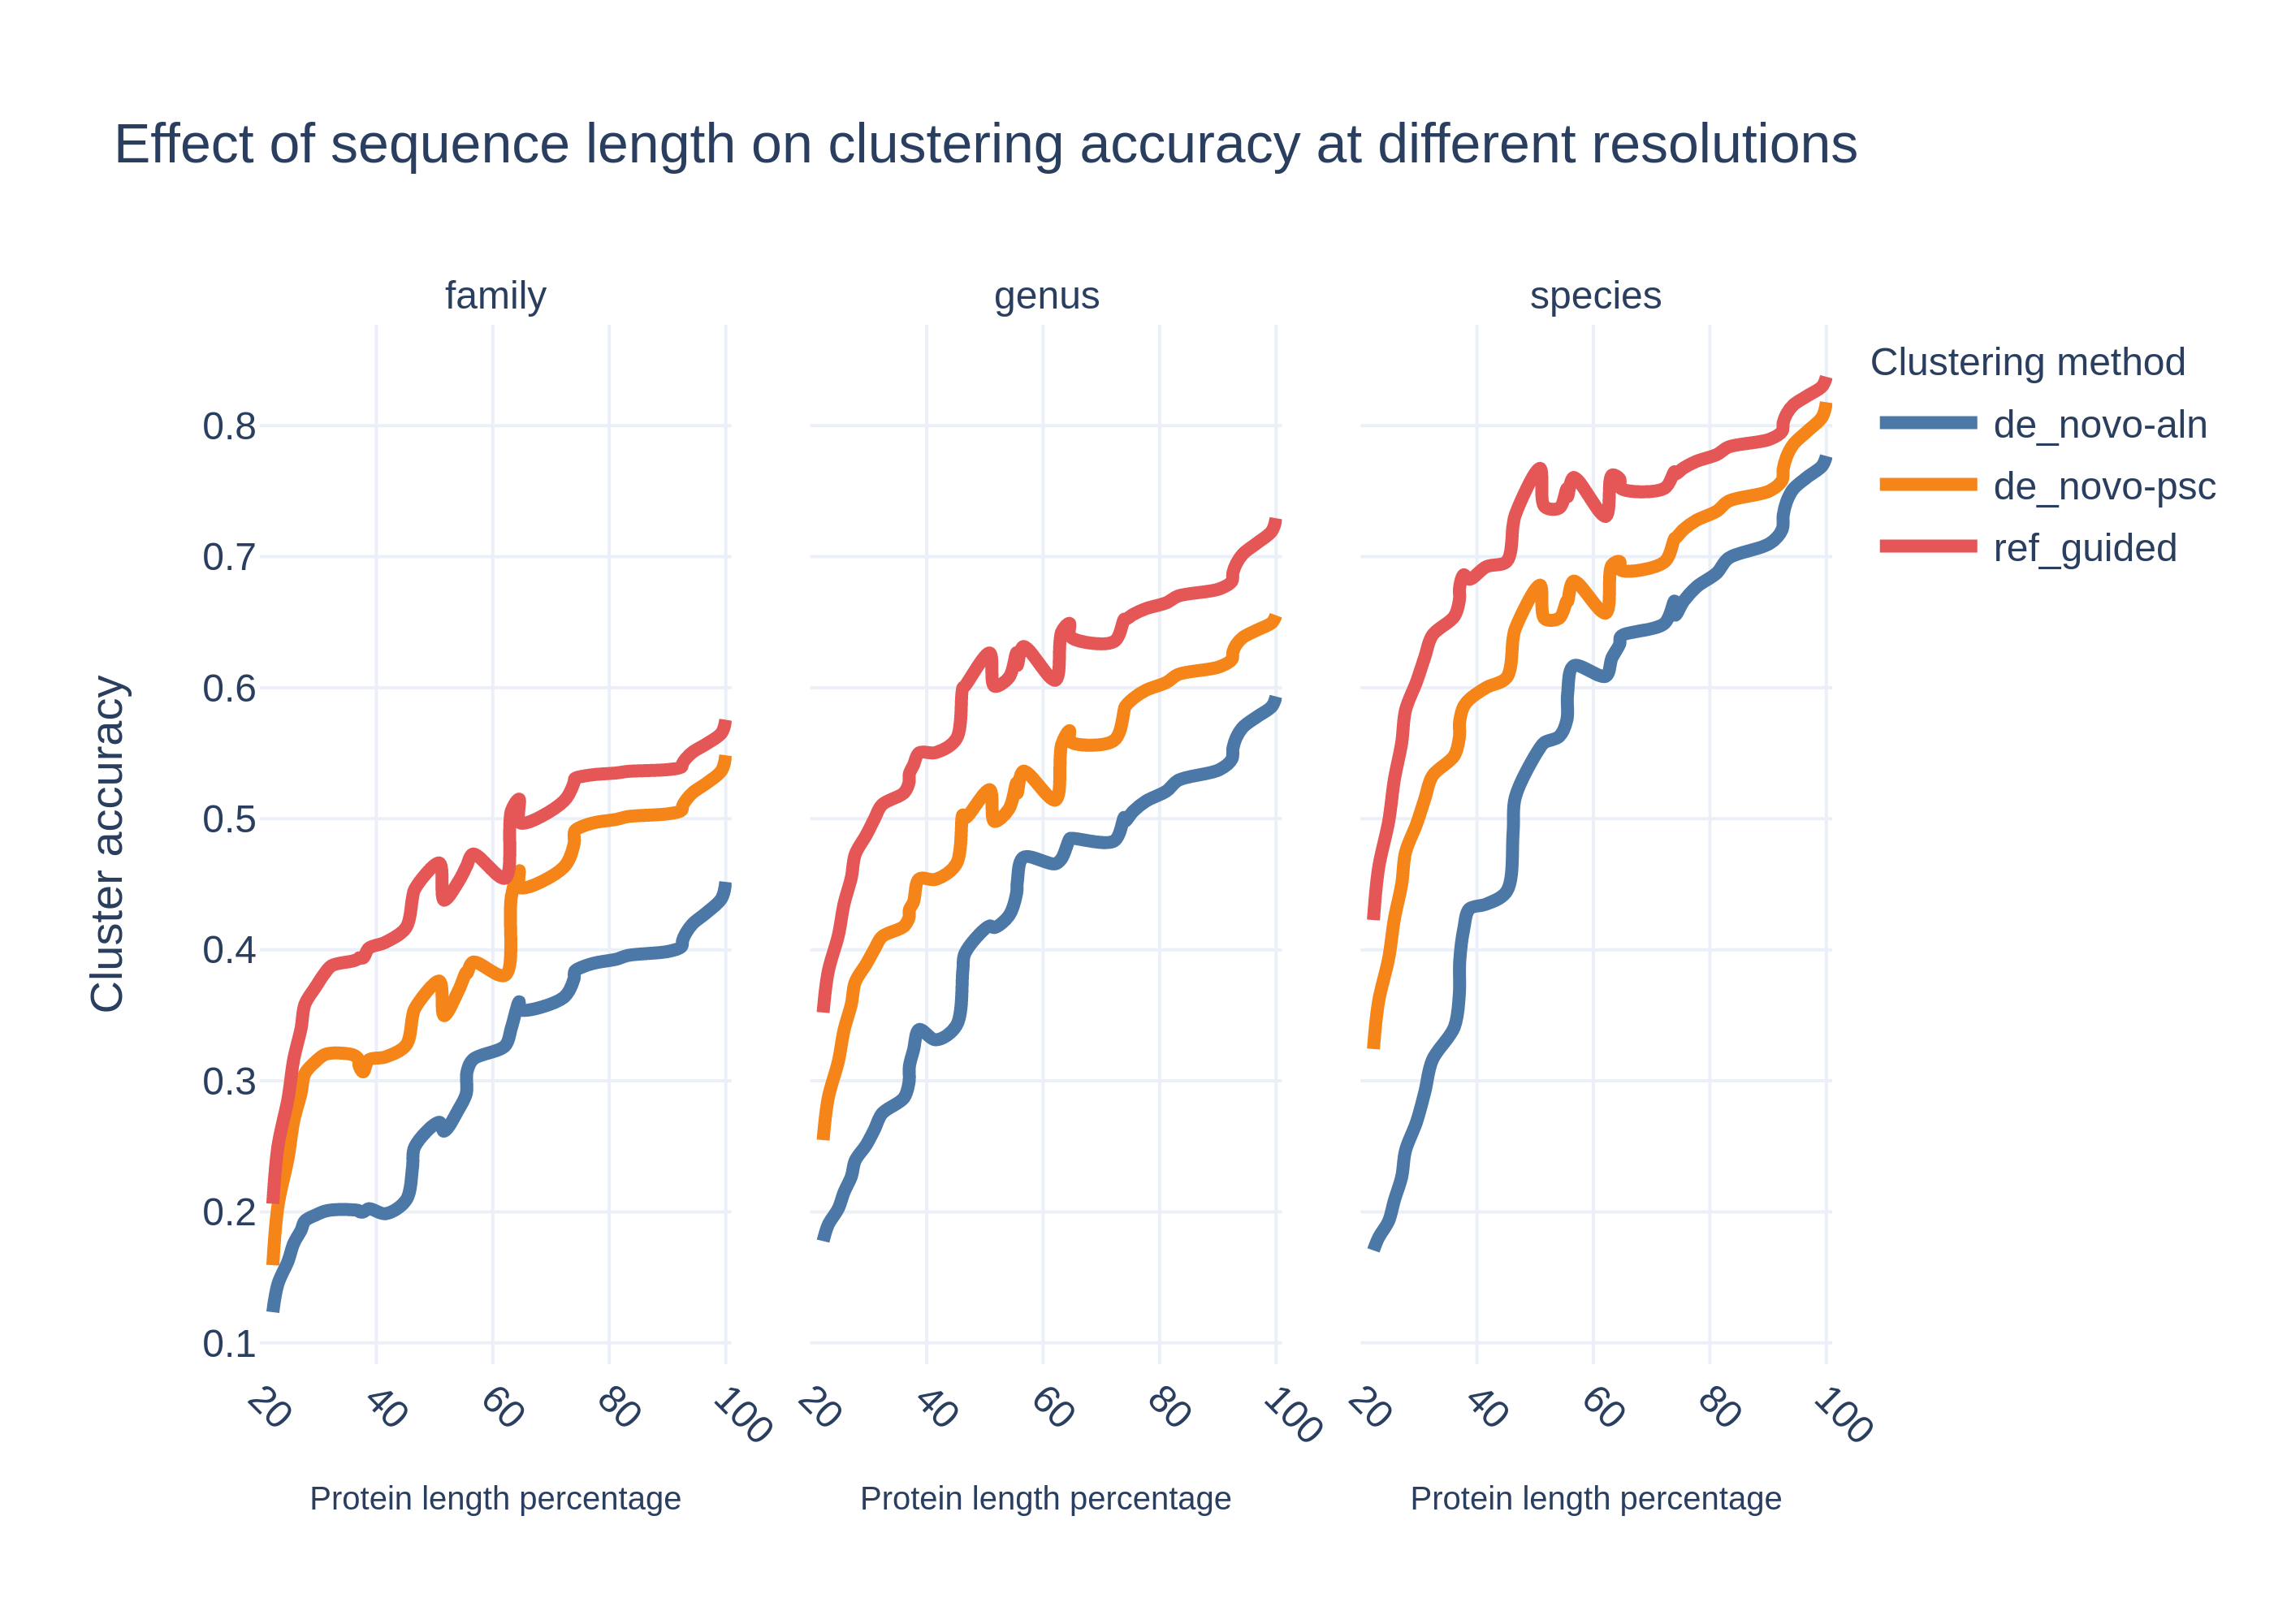 Effect of sequence length on clustering accuracy at different resolutions
family
genus
species
Clustering method
de_novo-aln
de_novo-psc
ref_guided
Cluster accuracy
0.8
0.7
0.6
0.5
0.4
0.3
0.2
0.1
20 40 60 80 100 20 40 60 80 100 20 40 60 80 100
Protein length percentage
Protein length percentage
Protein length percentage